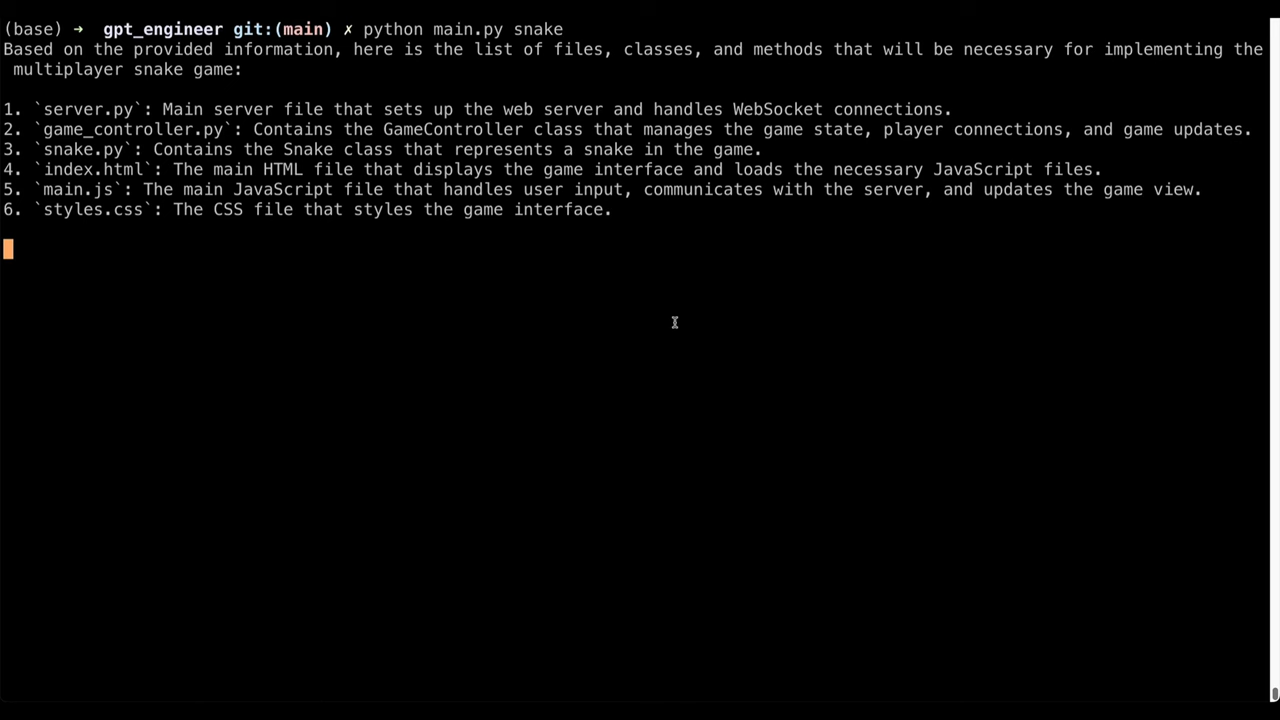 (base) → gpt_engineer git:(main) ✗ python main.py snake
Based on the provided information, here is the list of files, classes, and methods that will be necessary for implementing the
multiplayer snake game:
1. `server.py`: Main server file that sets up the web server and handles WebSocket connections.
2. `game_controller.py`: Contains the GameController class that manages the game state, player connections, and game updates.
3. `snake.py`: Contains the Snake class that represents a snake in the game.
4. `index.html`: The main HTML file that displays the game interface and loads the necessary JavaScript files.
5. `main.js`: The main JavaScript file that handles user input, communicates with the server, and updates the game view.
6. `styles.css`: The CSS file that styles the game interface.